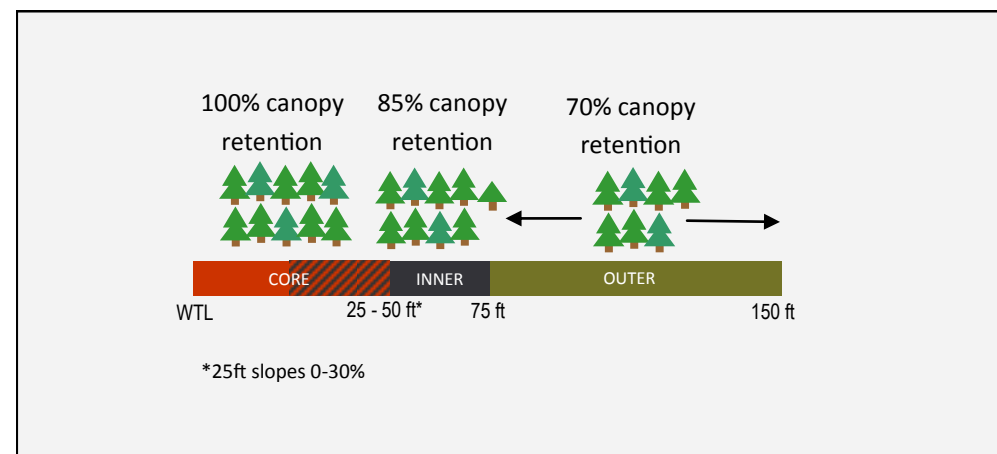 100% canopy
retention
85% canopy
retention
70% canopy
retention
CORE
INNER
OUTER
WTL
25 - 50 ft*
75 ft
150 ft
*25ft slopes 0-30%